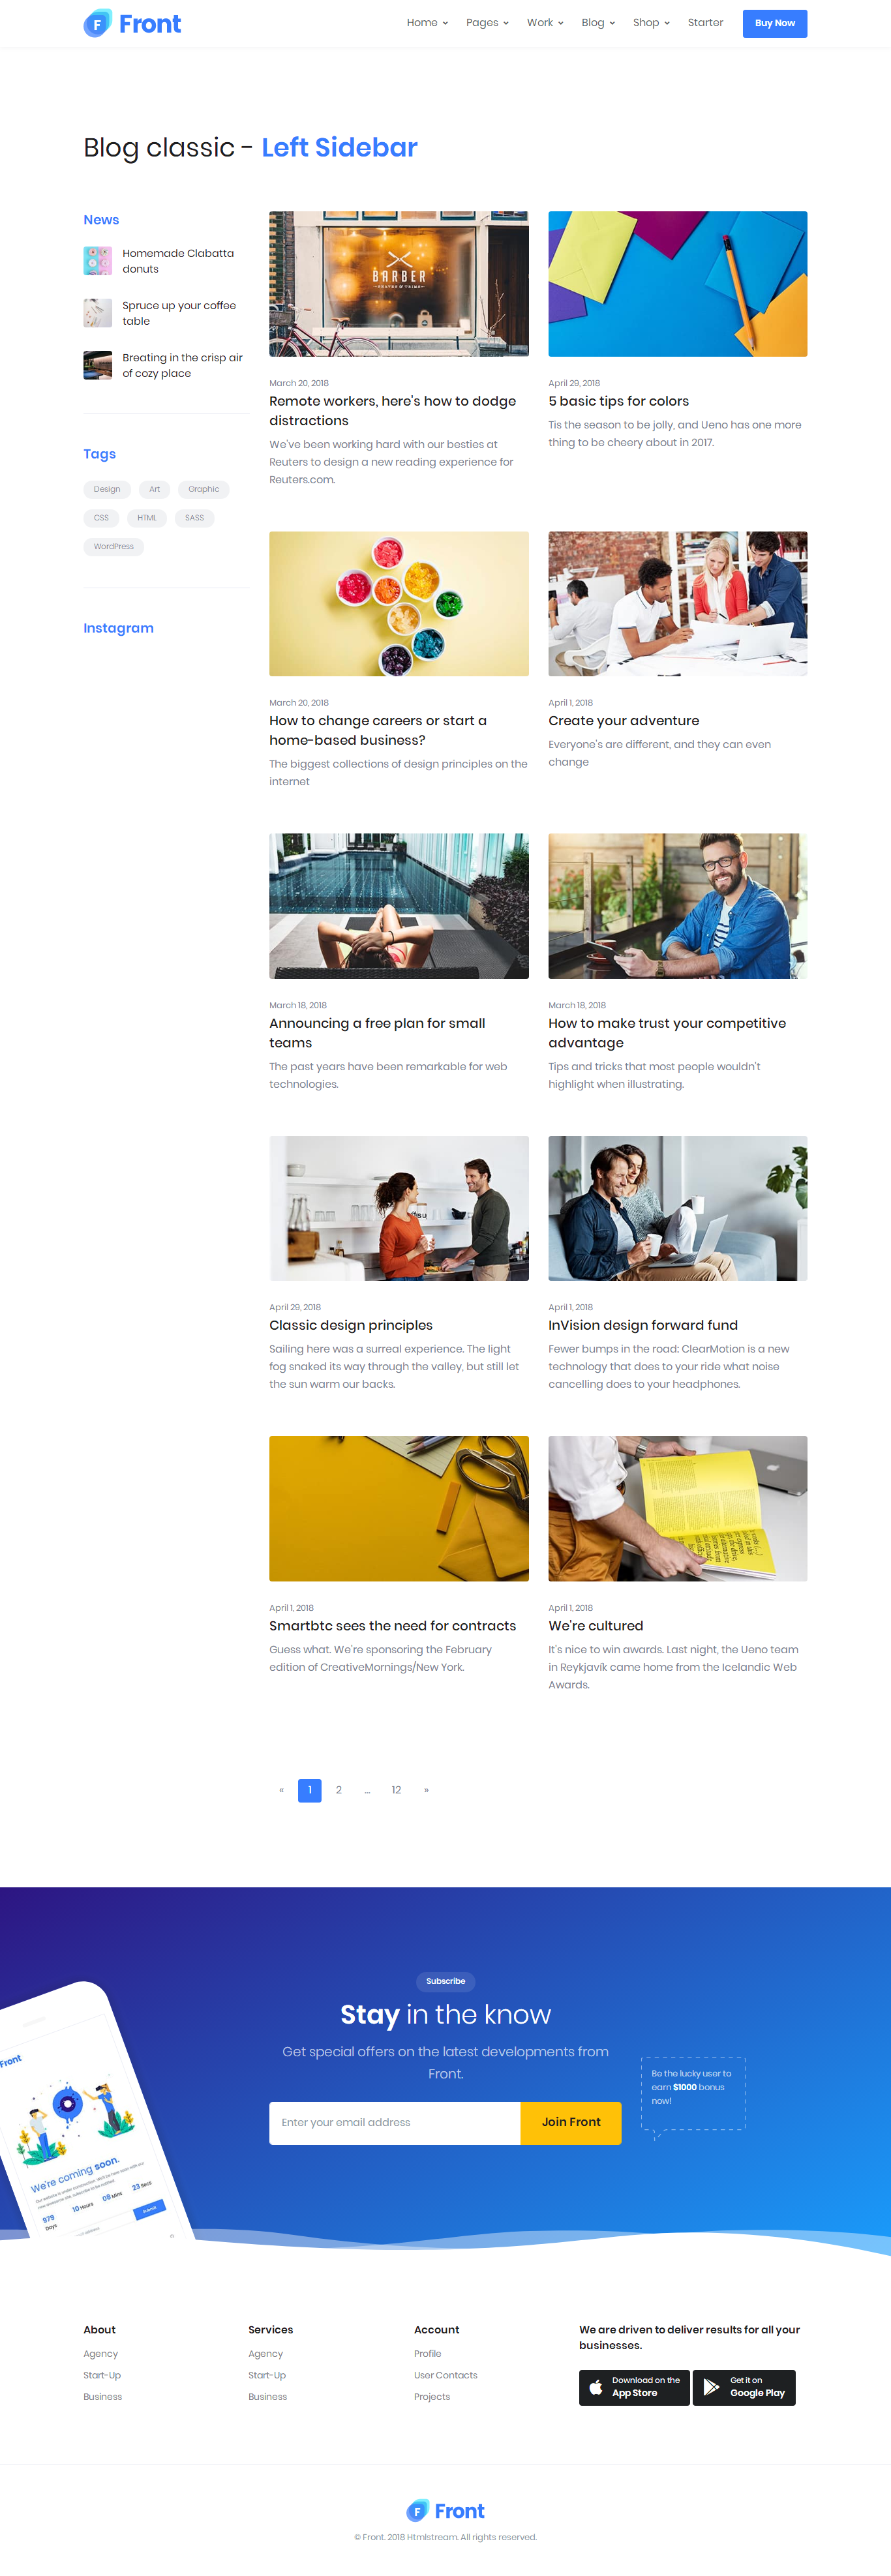 Front
Home
Pages
Work
Blog
Shop
Starter
Buy Now
Blog classic - Left Sidebar
News
Homemade Clabatta
donuts
Spruce up your coffee
table
Breating in the crisp air
of cozy place
Tags
Design
Art
Graphic
CSS
HTML
SASS
WordPress
Instagram
BARBER
March 20, 2018
Remote workers, here's how to dodge
distractions
We've been working hard with our besties at
Reuters to design a new reading experience for
Reuters.com.
April 29, 2018
5 basic tips for colors
Tis the season to be jolly, and Ueno has one more
thing to be cheery about in 2017.
March 20, 2018
How to change careers or start a
home-based business?
The biggest collections of design principles on the
internet
April 1, 2018
Create your adventure
Everyone's are different, and they can even
change
March 18, 2018
Announcing a free plan for small
teams
The past years have been remarkable for web
technologies.
March 18, 2018
How to make trust your competitive
advantage
Tips and tricks that most people wouldn't
highlight when illustrating.
April 29, 2018
Classic design principles
Sailing here was a surreal experience. The light
fog snaked its way through the valley, but still let
the sun warm our backs.
April 1, 2018
InVision design forward fund
Fewer bumps in the road: ClearMotion is a new
technology that does to your ride what noise
cancelling does to your headphones.
April 1, 2018
Smartbtc sees the need for contracts
Guess what. We're sponsoring the February
edition of CreativeMornings/New York.
April 1, 2018
We're cultured
It's nice to win awards. Last night, the Ueno team
in Reykjavík came home from the Icelandic Web
Awards.
« 1 2 ... 12 »
Subscribe
Stay in the know
Get special offers on the latest developments from
Front.
Enter your email address
Join Front
Be the lucky user to
earn $1000 bonus
now!
Front
We're coming soon.
979 Days
10 Hours
08 Mins
23 Secs
Submit
About
Agency
Start-Up
Business
Services
Agency
Start-Up
Business
Account
Profile
User Contacts
Projects
We are driven to deliver results for all your
businesses.
Download on the
App Store
Get it on
Google Play
Front
© Front. 2018 Htmlstream. All rights reserved.